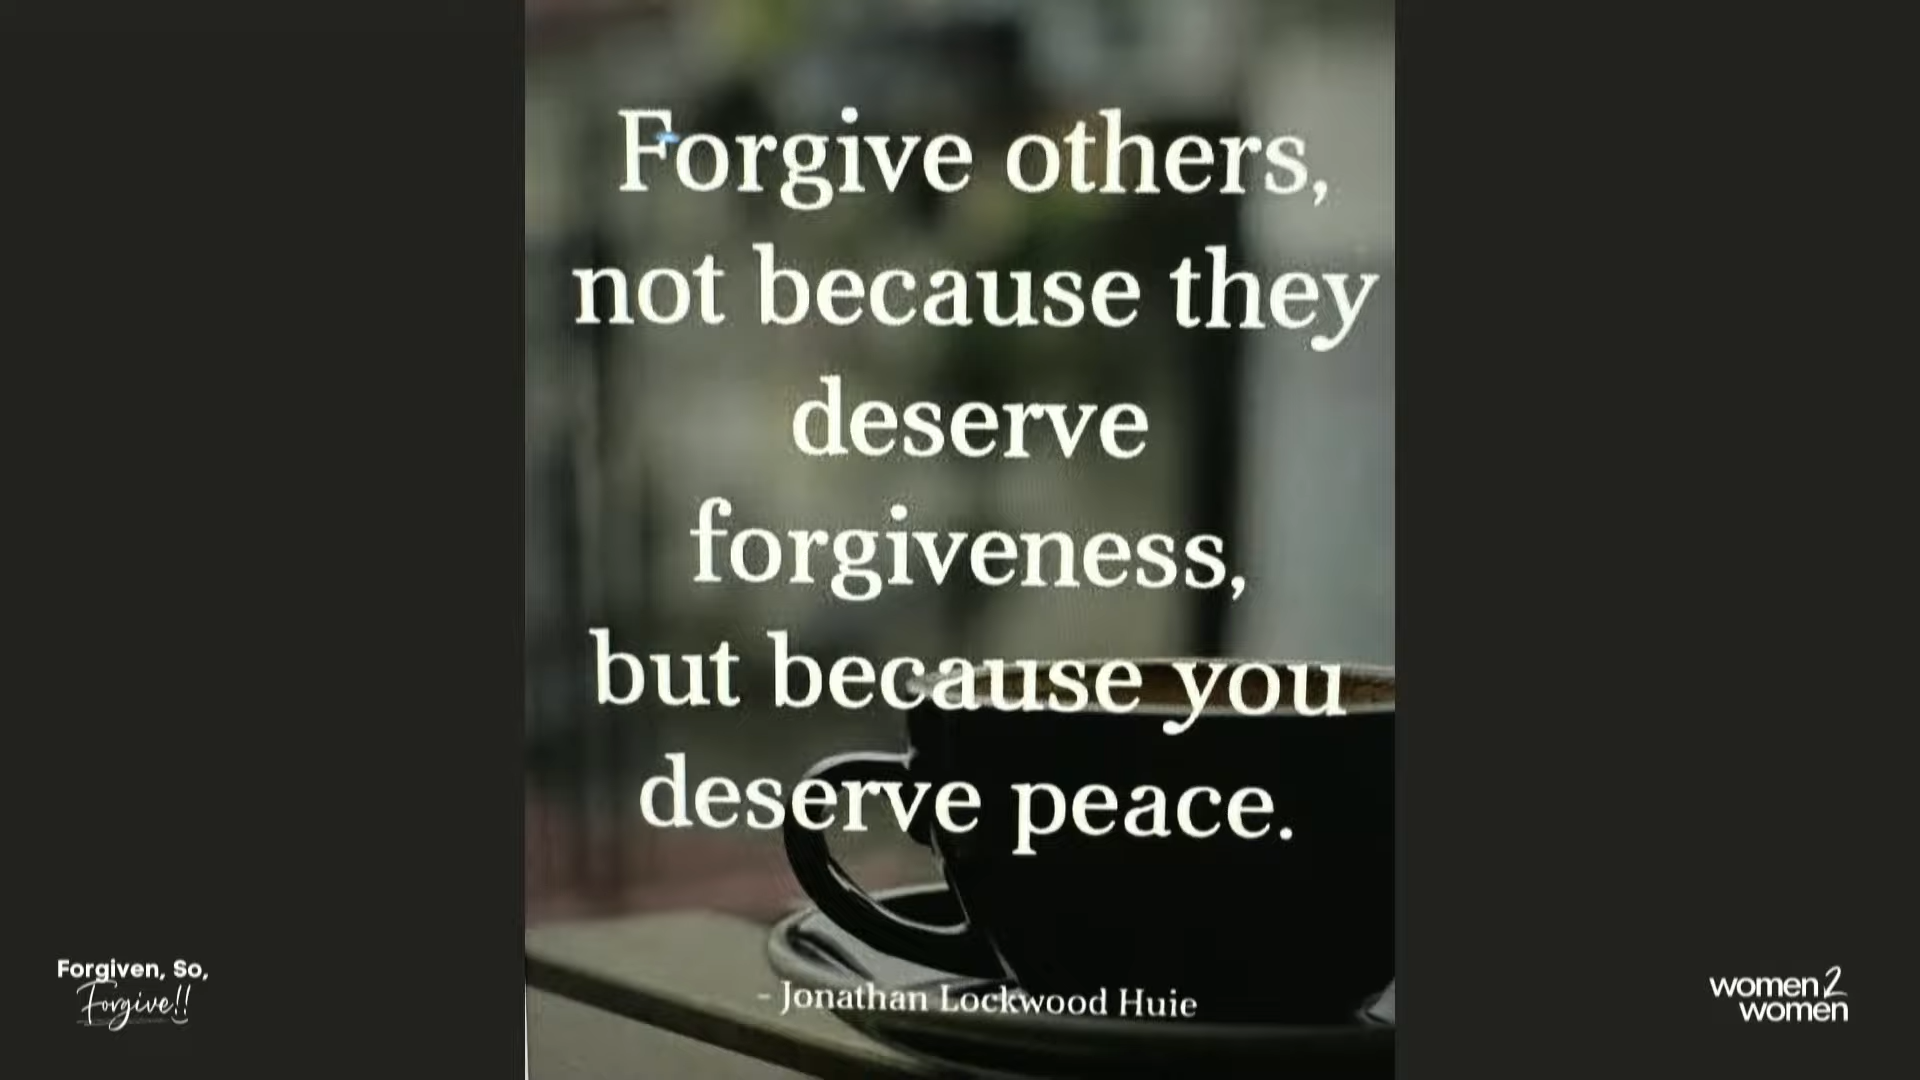 Forgive others,
not because they
deserve
forgiveness,
but because you
deserve peace.
- Jonathan Lockwood Huie
Forgiven, So,
Forgive!!
women2
women